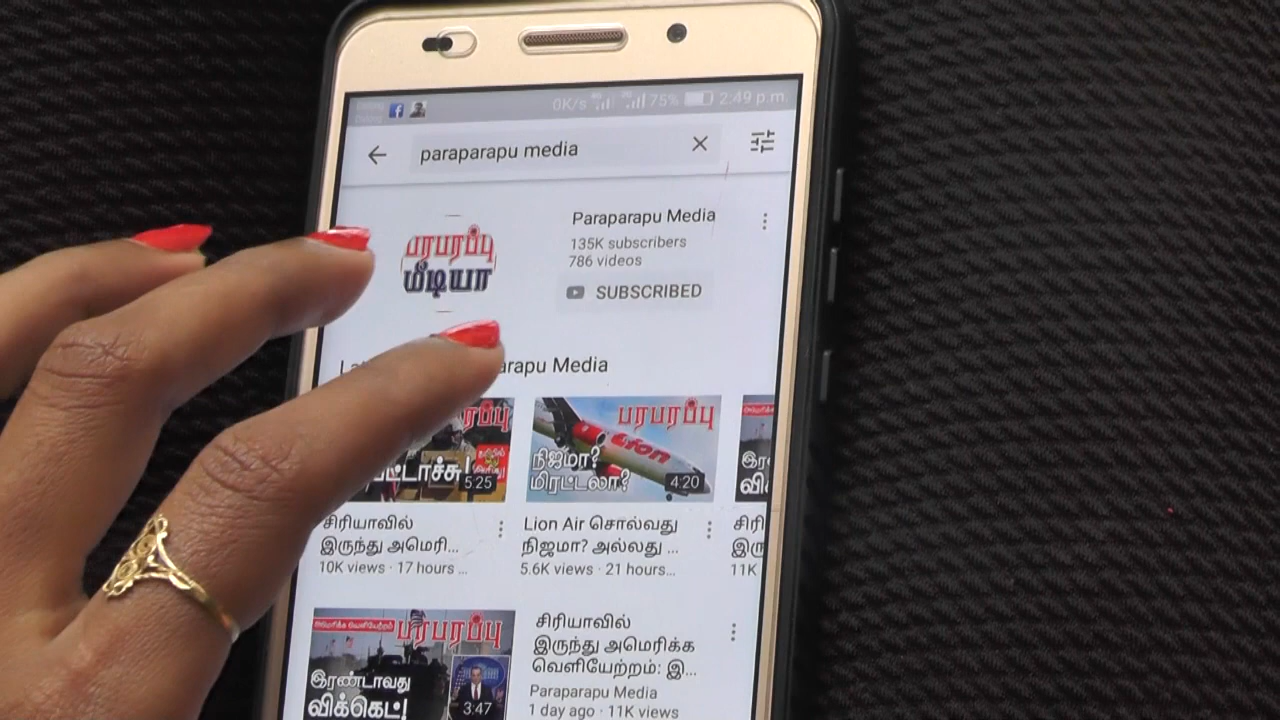 0K/s 75% 2:49 p.m.
paraparapu media
Paraparapu Media
135K subscribers
786 videos
SUBSCRIBED
பரபரப்பு
மீடியா
arapu Media
பரபரப்பு
நிஜமா?
மிரட்டலா?
lion
5:25
4:20
சிரியாவில்
இருந்து அமெரி...
10K views · 17 hours ...
Lion Air சொல்வது
நிஜமா? அல்லது ...
5.6K views · 21 hours...
சிரி
இரு
11K
பரபரப்பு
இரண்டாவது
விக்கெட்!
3:47
சிரியாவில்
இருந்து அமெரிக்க
வெளியேற்றம்: இ...
Paraparapu Media
1 day ago · 11K views